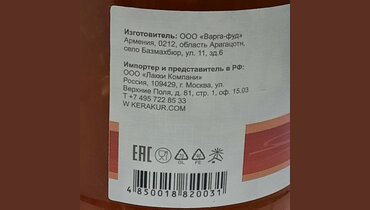 Изготовитель: ООО «Варга-фуд»
Армения, 0212, область Арагацотн,
село Базмахбюр, ул. 11, зд.6
Импортер и представитель в РФ:
ООО «Лакки Компани»
Россия, 109429, г. Москва, ул.
Верхние Поля, д. 61, стр. 1, оф. 15
Т +7 495 722 85 33
W KERAKUR.COM
EAC
GL
PE
4 850018 820031